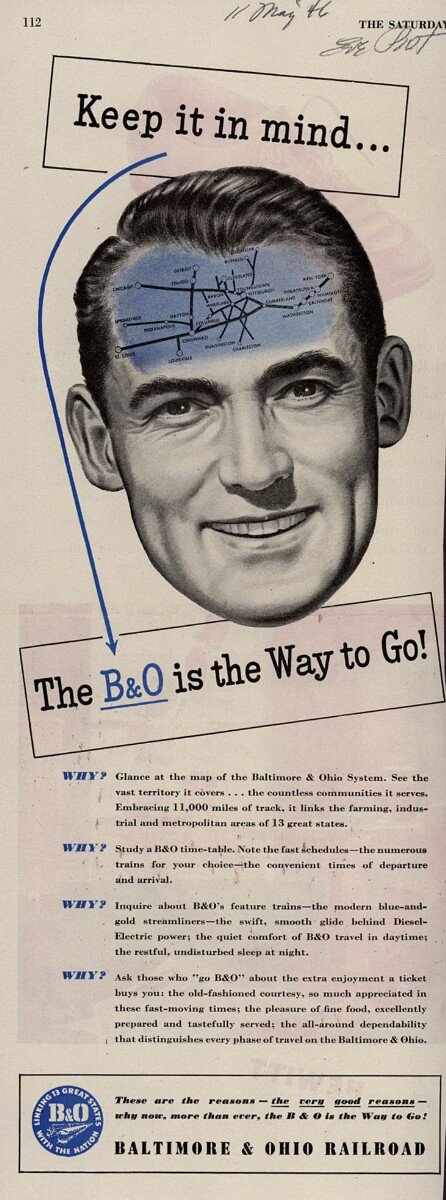 112
11 May 46
THE SATURDAY
Eve Post
Keep it in mind...
BUFFALO
DETROIT
CLEVELAND
TOLEDO
CHICAGO
AKRON
YOUNGSTOWN
PITTSBURGH
NEW YORK
PHILADELPHIA
WHEELING
CUMBERLAND
BALTIMORE
WASHINGTON
SPRINGFIELD
DAYTON
INDIANAPOLIS
COLUMBUS
CINCINNATI
HUNTINGTON
CHARLESTON
ST. LOUIS
LOUISVILLE
The B&O is the Way to Go!
WHY? Glance at the map of the Baltimore & Ohio System. See the
vast territory it covers . . . the countless communities it serves.
Embracing 11,000 miles of track, it links the farming, indus-
trial and metropolitan areas of 13 great states.
WHY? Study a B&O time-table. Note the fast schedules—the numerous
trains for your choice—the convenient times of departure
and arrival.
WHY? Inquire about B&O's feature trains—the modern blue-and-
gold streamliners—the swift, smooth glide behind Diesel-
Electric power; the quiet comfort of B&O travel in daytime;
the restful, undisturbed sleep at night.
WHY? Ask those who "go B&O" about the extra enjoyment a ticket
buys you: the old-fashioned courtesy, so much appreciated in
these fast-moving times; the pleasure of fine food, excellently
prepared and tastefully served; the all-around dependability
that distinguishes every phase of travel on the Baltimore & Ohio.
HEWITT
LINKING 13 GREAT STATES
B&O
WITH THE NATION
These are the reasons — the very good reasons —
why now, more than ever, the B & O is the Way to Go!
BALTIMORE & OHIO RAILROAD